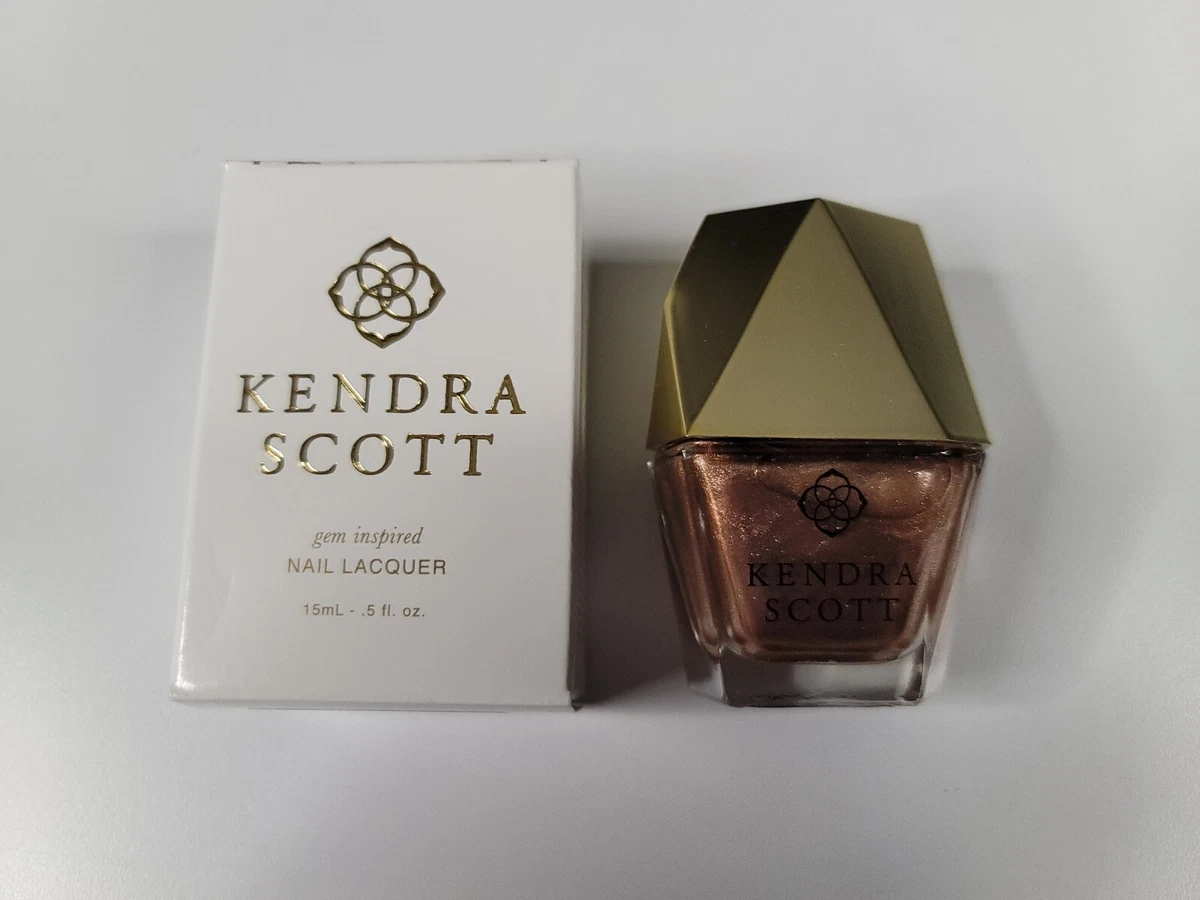 KENDRA
SCOTT
gem inspired
NAIL LACQUER
15mL - .5 fl. oz.
KENDRA
SCOTT